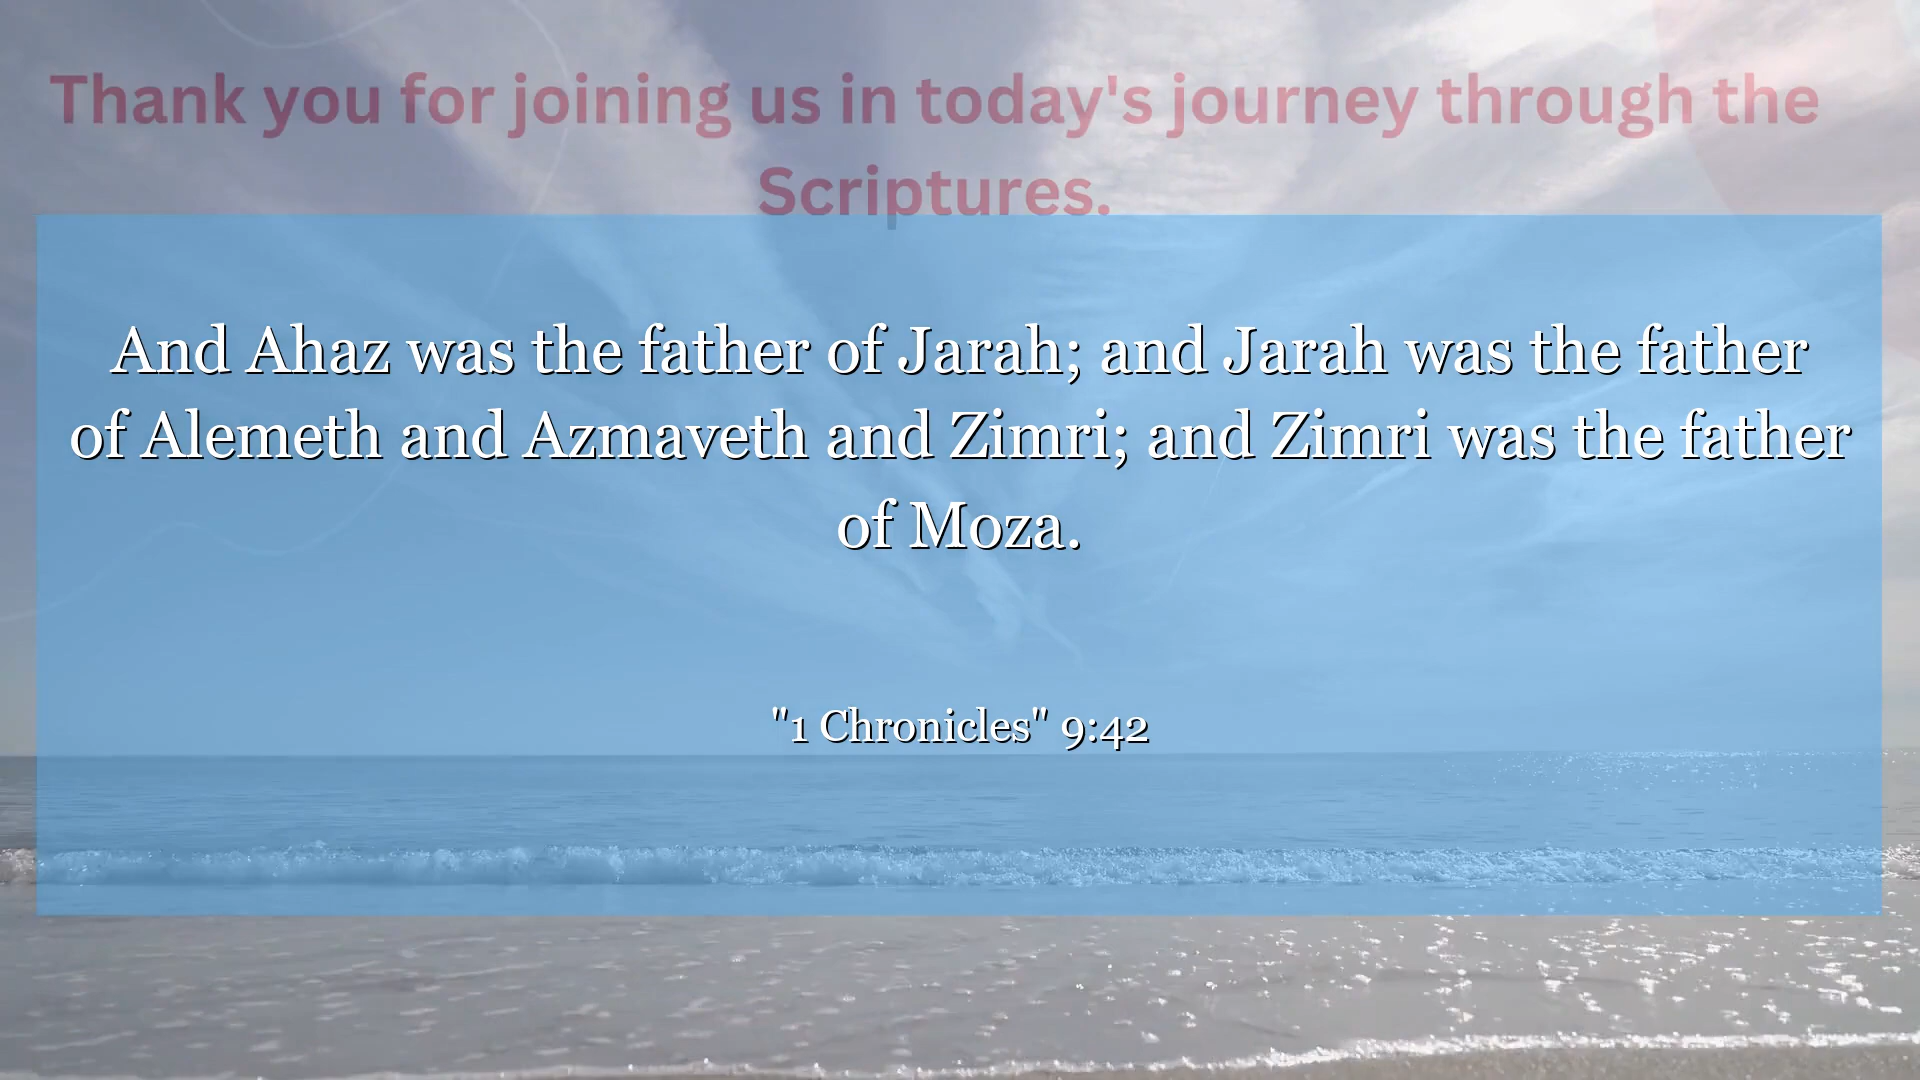 Thank you for joining us in today's journey through the
Scriptures.
And Ahaz was the father of Jarah; and Jarah was the father
of Alemeth and Azmaveth and Zimri; and Zimri was the father
of Moza.
"1 Chronicles" 9:42